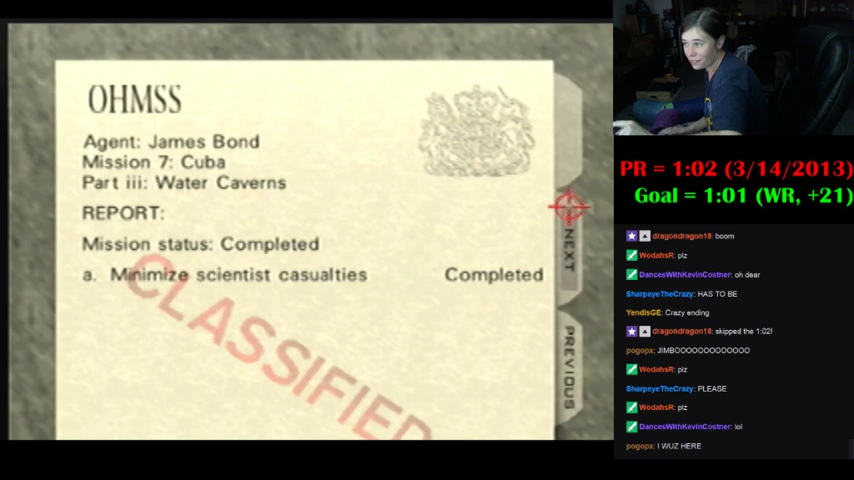 OHMSS
Agent: James Bond
Mission 7: Cuba
Part iii: Water Caverns
REPORT:
Mission status: Completed
a. Minimize scientist casualties Completed
CLASSIFIED
NEXT
PREVIOUS
PR = 1:02 (3/14/2013)
Goal = 1:01 (WR, +21)
dragondragon18: boom
WodahsR: plz
DancesWithKevinCostner: oh dear
SharpeyeTheCrazy: HAS TO BE
YendisGE: Crazy ending
dragondragon18: skipped the 1:02!
pogopx: JIMBOOOOOOOOOOOOO
WodahsR: plz
SharpeyeTheCrazy: PLEASE
WodahsR: plz
DancesWithKevinCostner: lol
pogopx: I WUZ HERE